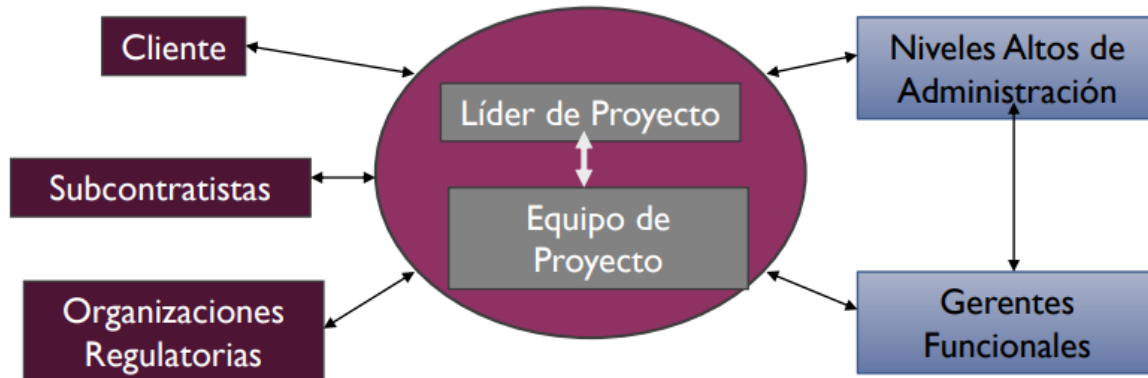 Cliente
Subcontratistas
Organizaciones
Regulatorias
Líder de Proyecto
Equipo de
Proyecto
Niveles Altos de
Administración
Gerentes
Funcionales